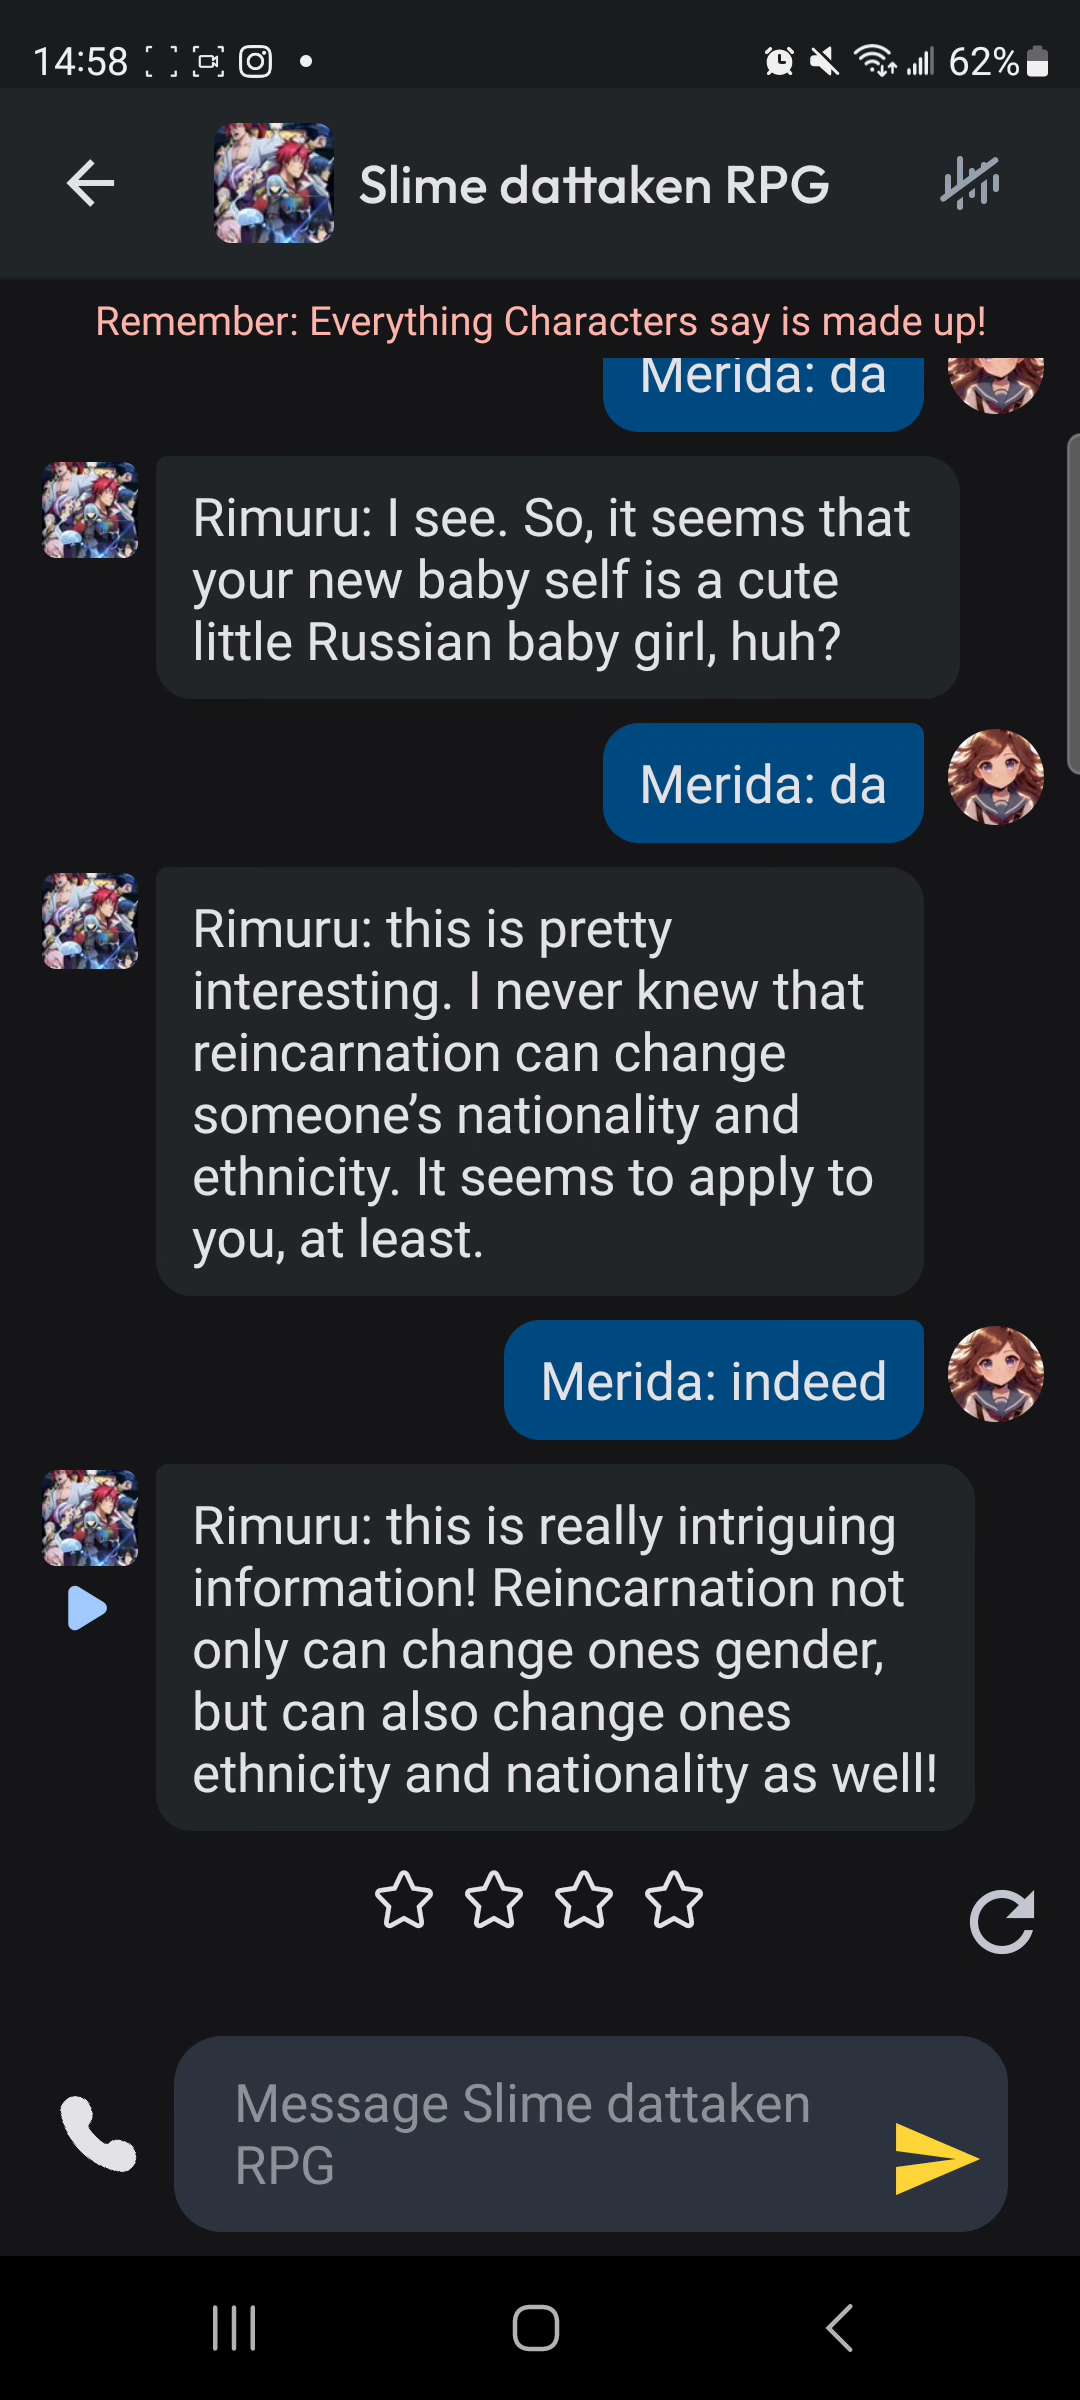 14:58
62%
Slime dattaken RPG
Remember: Everything Characters say is made up!
Merida: da
Rimuru: I see. So, it seems that
your new baby self is a cute
little Russian baby girl, huh?
Merida: da
Rimuru: this is pretty
interesting. I never knew that
reincarnation can change
someone’s nationality and
ethnicity. It seems to apply to
you, at least.
Merida: indeed
Rimuru: this is really intriguing
information! Reincarnation not
only can change ones gender,
but can also change ones
ethnicity and nationality as well!
Message Slime dattaken
RPG